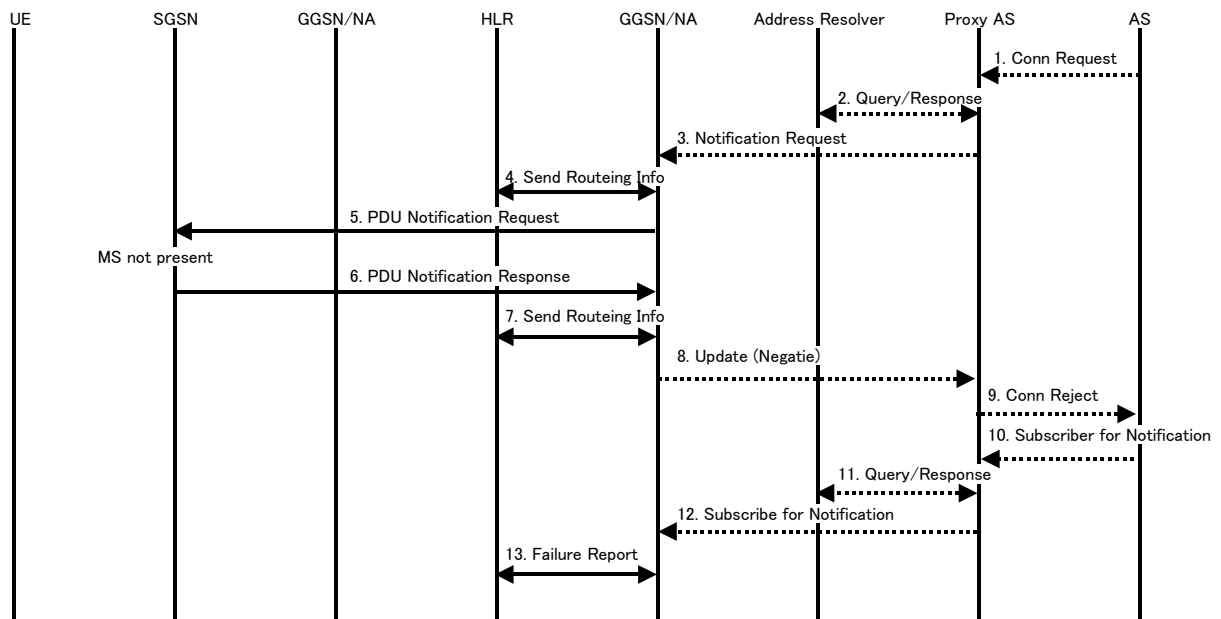 UE SGSN GGSN/NA HLR GGSN/NA Address Resolver Proxy AS AS
1. Conn Request
2. Query/Response
3. Notification Request
4. Send Routeing Info
5. PDU Notification Request
MS not present
6. PDU Notification Response
7. Send Routeing Info
8. Update (Negatie)
9. Conn Reject
10. Subscriber for Notification
11. Query/Response
12. Subscribe for Notification
13. Failure Report